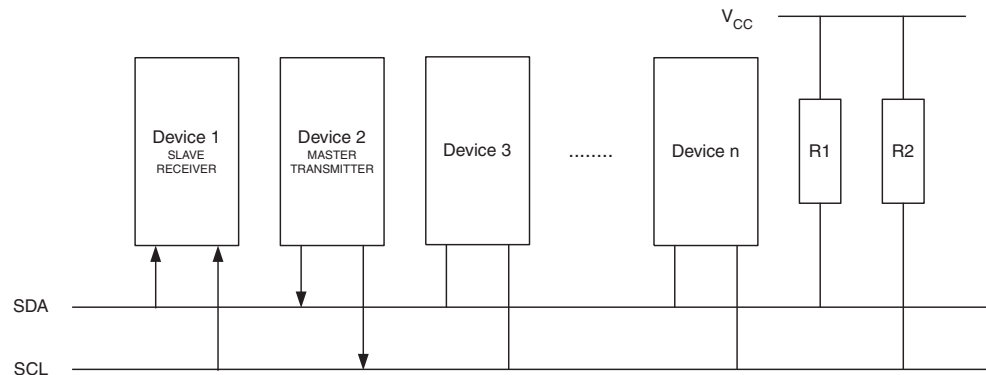 VCC
Device 1
SLAVE
RECEIVER
Device 2
MASTER
TRANSMITTER
Device 3
........
Device n
R1
R2
SDA
SCL